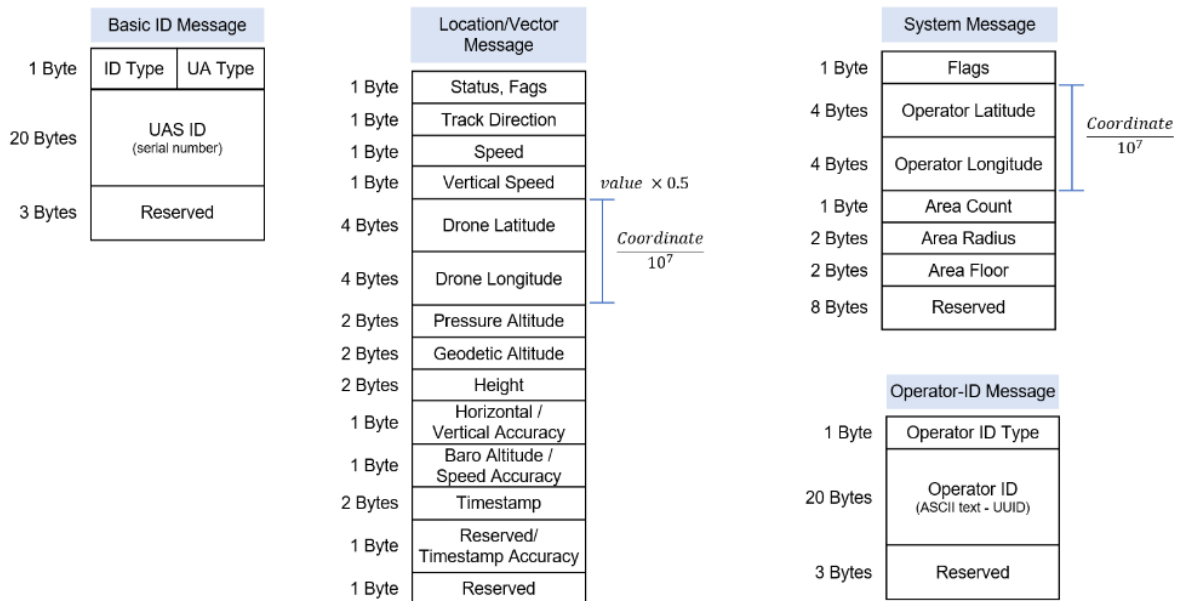 Basic ID Message
1 Byte
ID Type
UA Type
20 Bytes
UAS ID
(serial number)
3 Bytes
Reserved
Location/Vector
Message
1 Byte
Status, Fags
1 Byte
Track Direction
1 Byte
Speed
1 Byte
Vertical Speed
value × 0.5
4 Bytes
Drone Latitude
4 Bytes
Drone Longitude
Coordinate
10⁷
2 Bytes
Pressure Altitude
2 Bytes
Geodetic Altitude
2 Bytes
Height
1 Byte
Horizontal /
Vertical Accuracy
1 Byte
Baro Altitude /
Speed Accuracy
2 Bytes
Timestamp
1 Byte
Reserved/
Timestamp Accuracy
1 Byte
Reserved
System Message
1 Byte
Flags
4 Bytes
Operator Latitude
4 Bytes
Operator Longitude
Coordinate
10⁷
1 Byte
Area Count
2 Bytes
Area Radius
2 Bytes
Area Floor
8 Bytes
Reserved
Operator-ID Message
1 Byte
Operator ID Type
20 Bytes
Operator ID
(ASCII text - UUID)
3 Bytes
Reserved